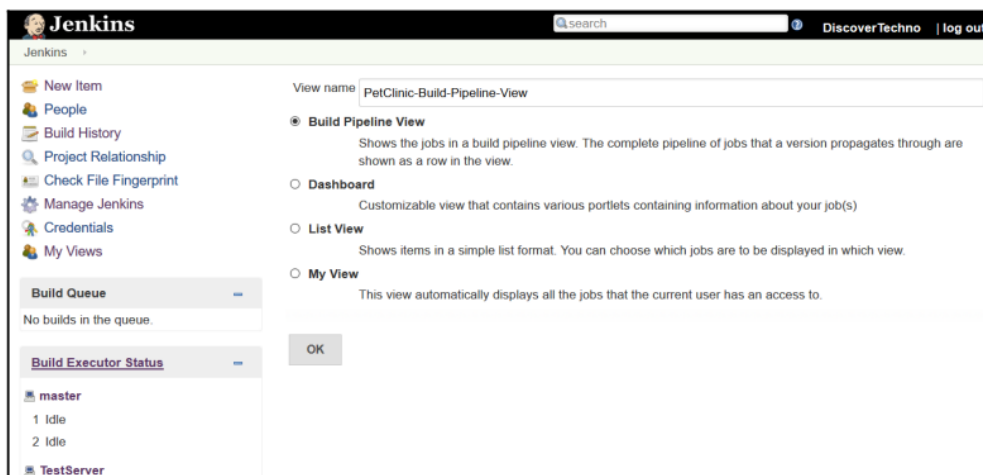 Jenkins
search
DiscoverTechno | log out
Jenkins
New Item
People
Build History
Project Relationship
Check File Fingerprint
Manage Jenkins
Credentials
My Views
Build Queue
No builds in the queue.
Build Executor Status
master
1 Idle
2 Idle
TestServer
View name PetClinic-Build-Pipeline-View
Build Pipeline View
Shows the jobs in a build pipeline view. The complete pipeline of jobs that a version propagates through are
shown as a row in the view.
Dashboard
Customizable view that contains various portlets containing information about your job(s)
List View
Shows items in a simple list format. You can choose which jobs are to be displayed in which view.
My View
This view automatically displays all the jobs that the current user has an access to.
OK